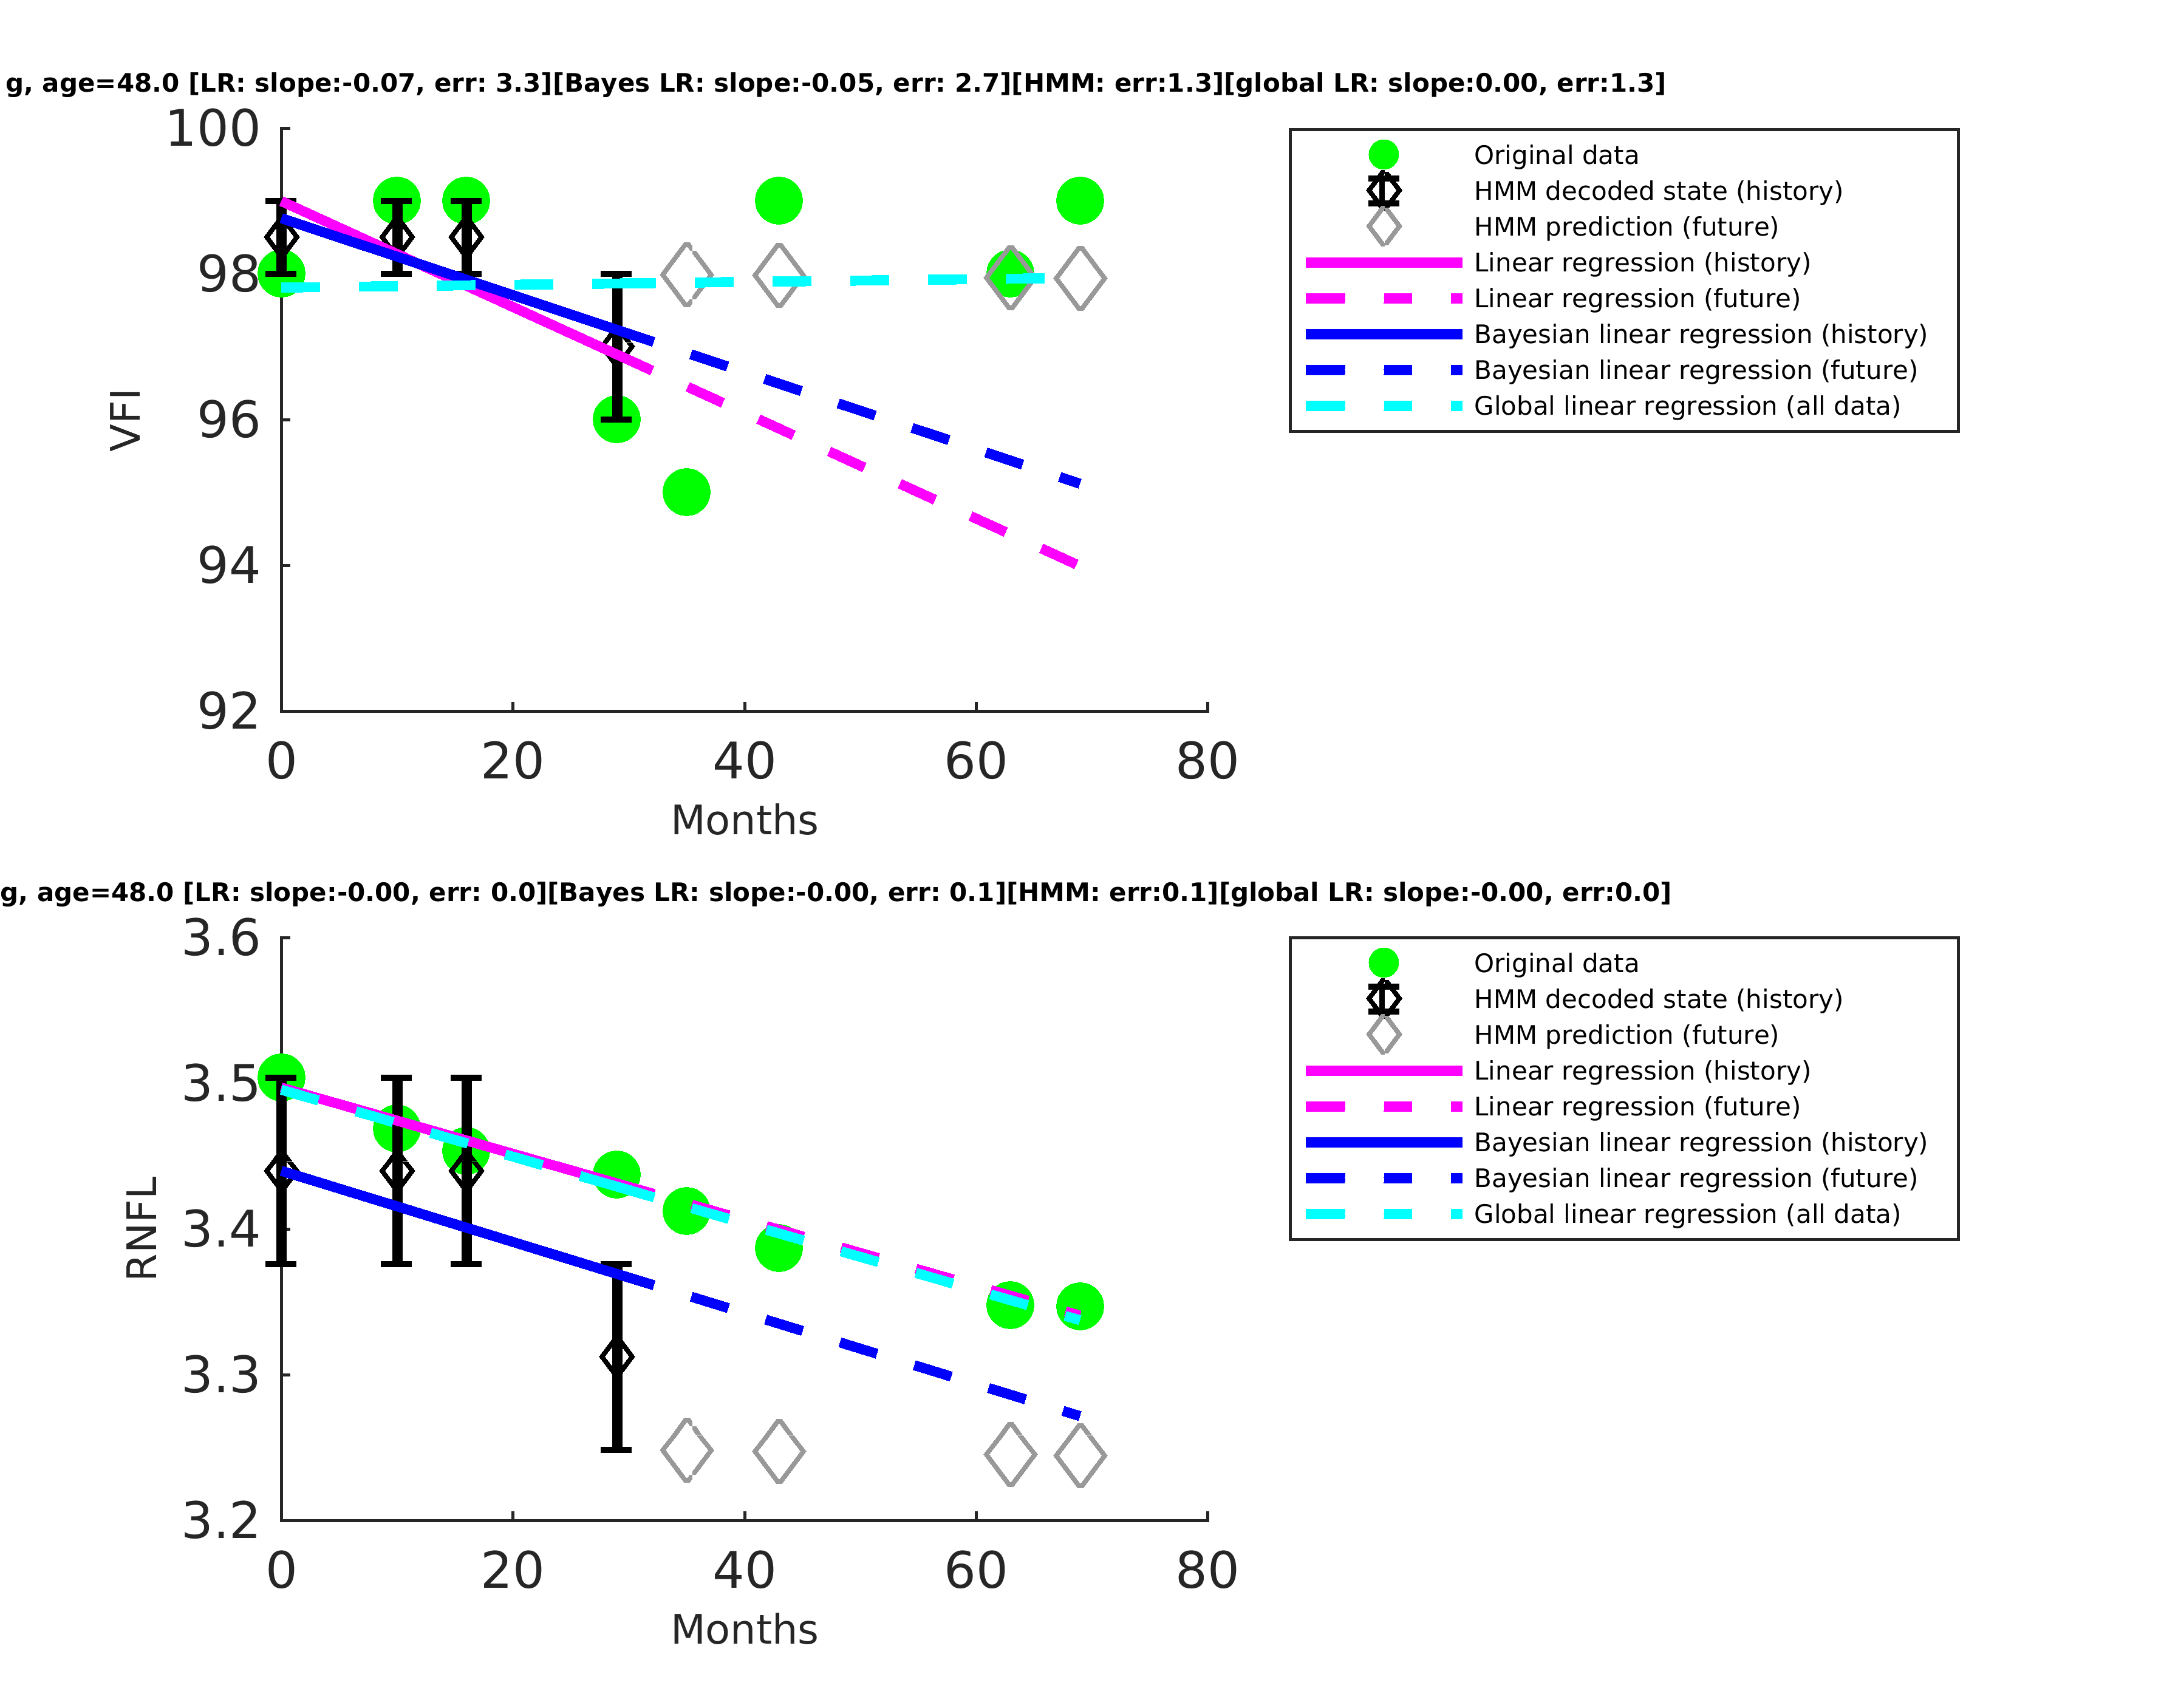 g, age=48.0 [LR: slope:-0.07, err: 3.3][Bayes LR: slope:-0.05, err: 2.7][HMM: err:1.3][global LR: slope:0.00, err:1.3]
100
98
96
94
92
VFI
0 20 40 60 80
Months
Original data
HMM decoded state (history)
HMM prediction (future)
Linear regression (history)
Linear regression (future)
Bayesian linear regression (history)
Bayesian linear regression (future)
Global linear regression (all data)
g, age=48.0 [LR: slope:-0.00, err: 0.0][Bayes LR: slope:-0.00, err: 0.1][HMM: err:0.1][global LR: slope:-0.00, err:0.0]
3.6
3.5
3.4
3.3
3.2
RNFL
0 20 40 60 80
Months
Original data
HMM decoded state (history)
HMM prediction (future)
Linear regression (history)
Linear regression (future)
Bayesian linear regression (history)
Bayesian linear regression (future)
Global linear regression (all data)